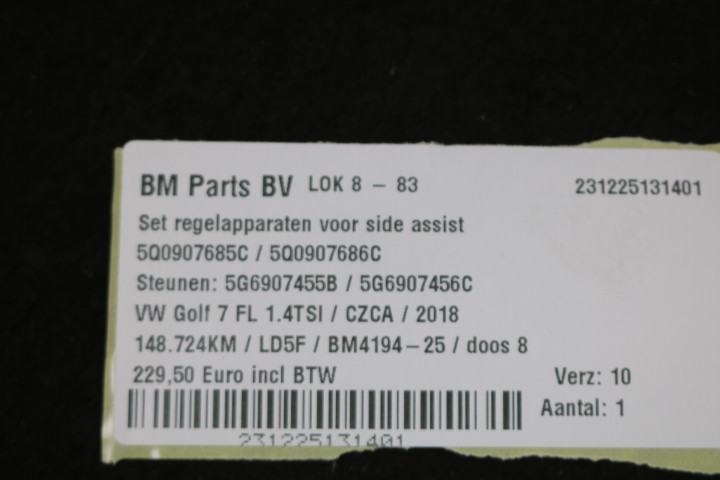 BM Parts BV LOK 8 - 83 231225131401
Set regelapparaten voor side assist
5Q0907685C / 5Q0907686C
Steunen: 5G6907455B / 5G6907456C
VW Golf 7 FL 1.4TSI / CZCA / 2018
148.724KM / LD5F / BM4194-25 / doos 8
229,50 Euro incl BTW Verz: 10
Aantal: 1
231225131401